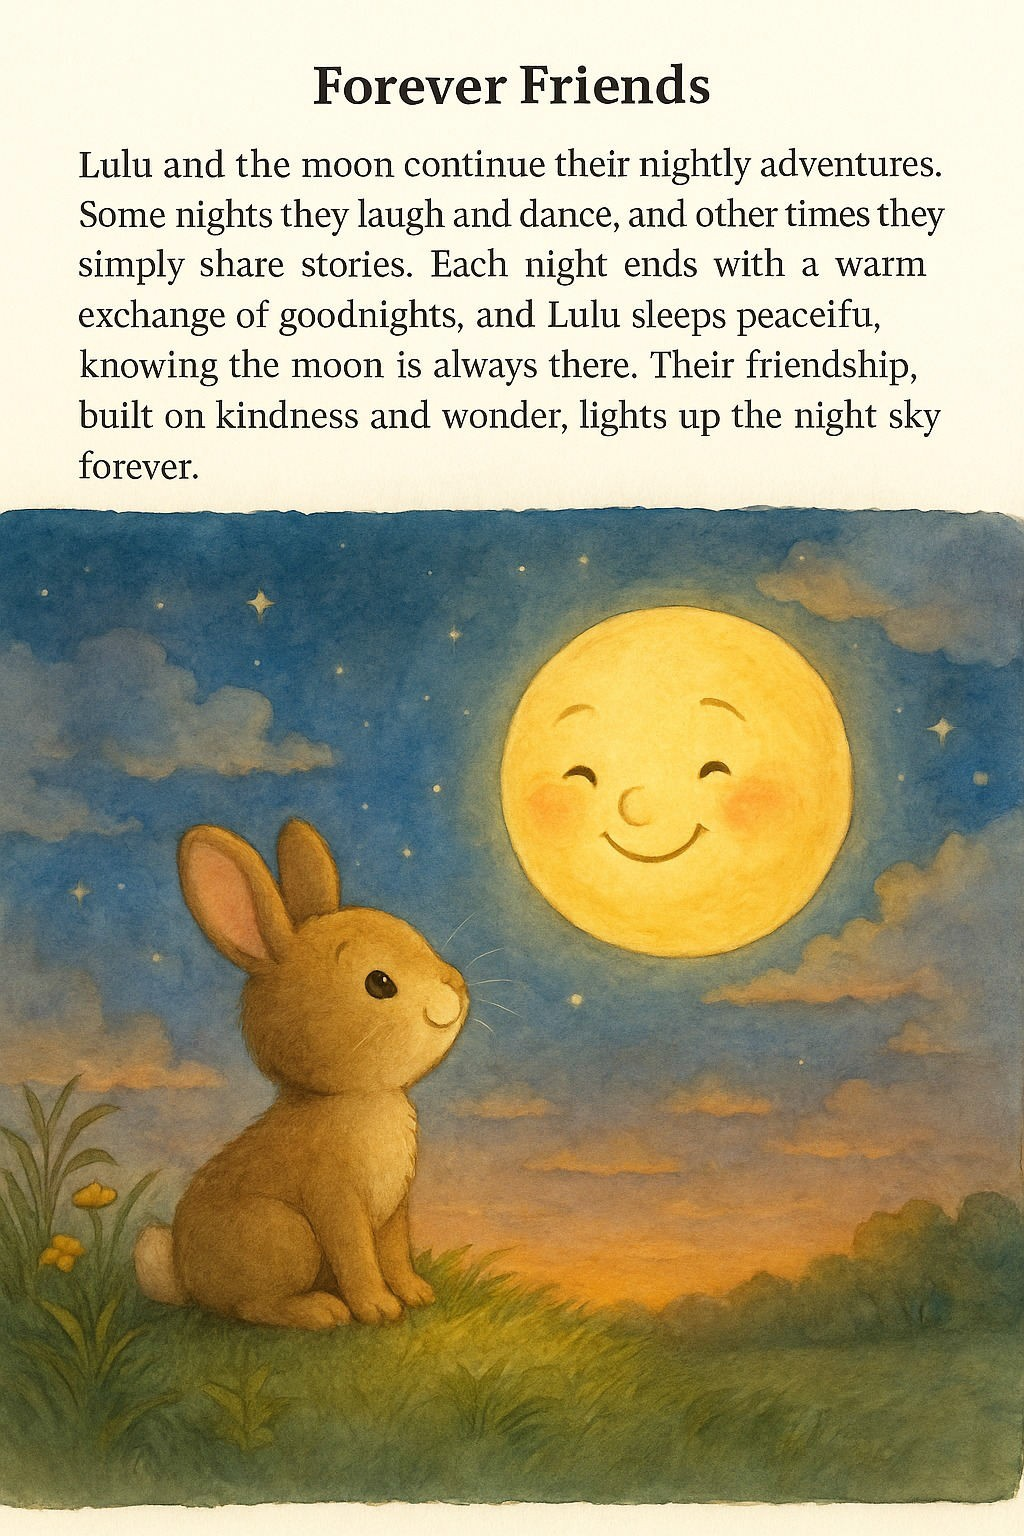 Forever Friends
Lulu and the moon continue their nightly adventures.
Some nights they laugh and dance, and other times they
simply share stories. Each night ends with a warm
exchange of goodnights, and Lulu sleeps peaceifu,
knowing the moon is always there. Their friendship,
built on kindness and wonder, lights up the night sky
forever.